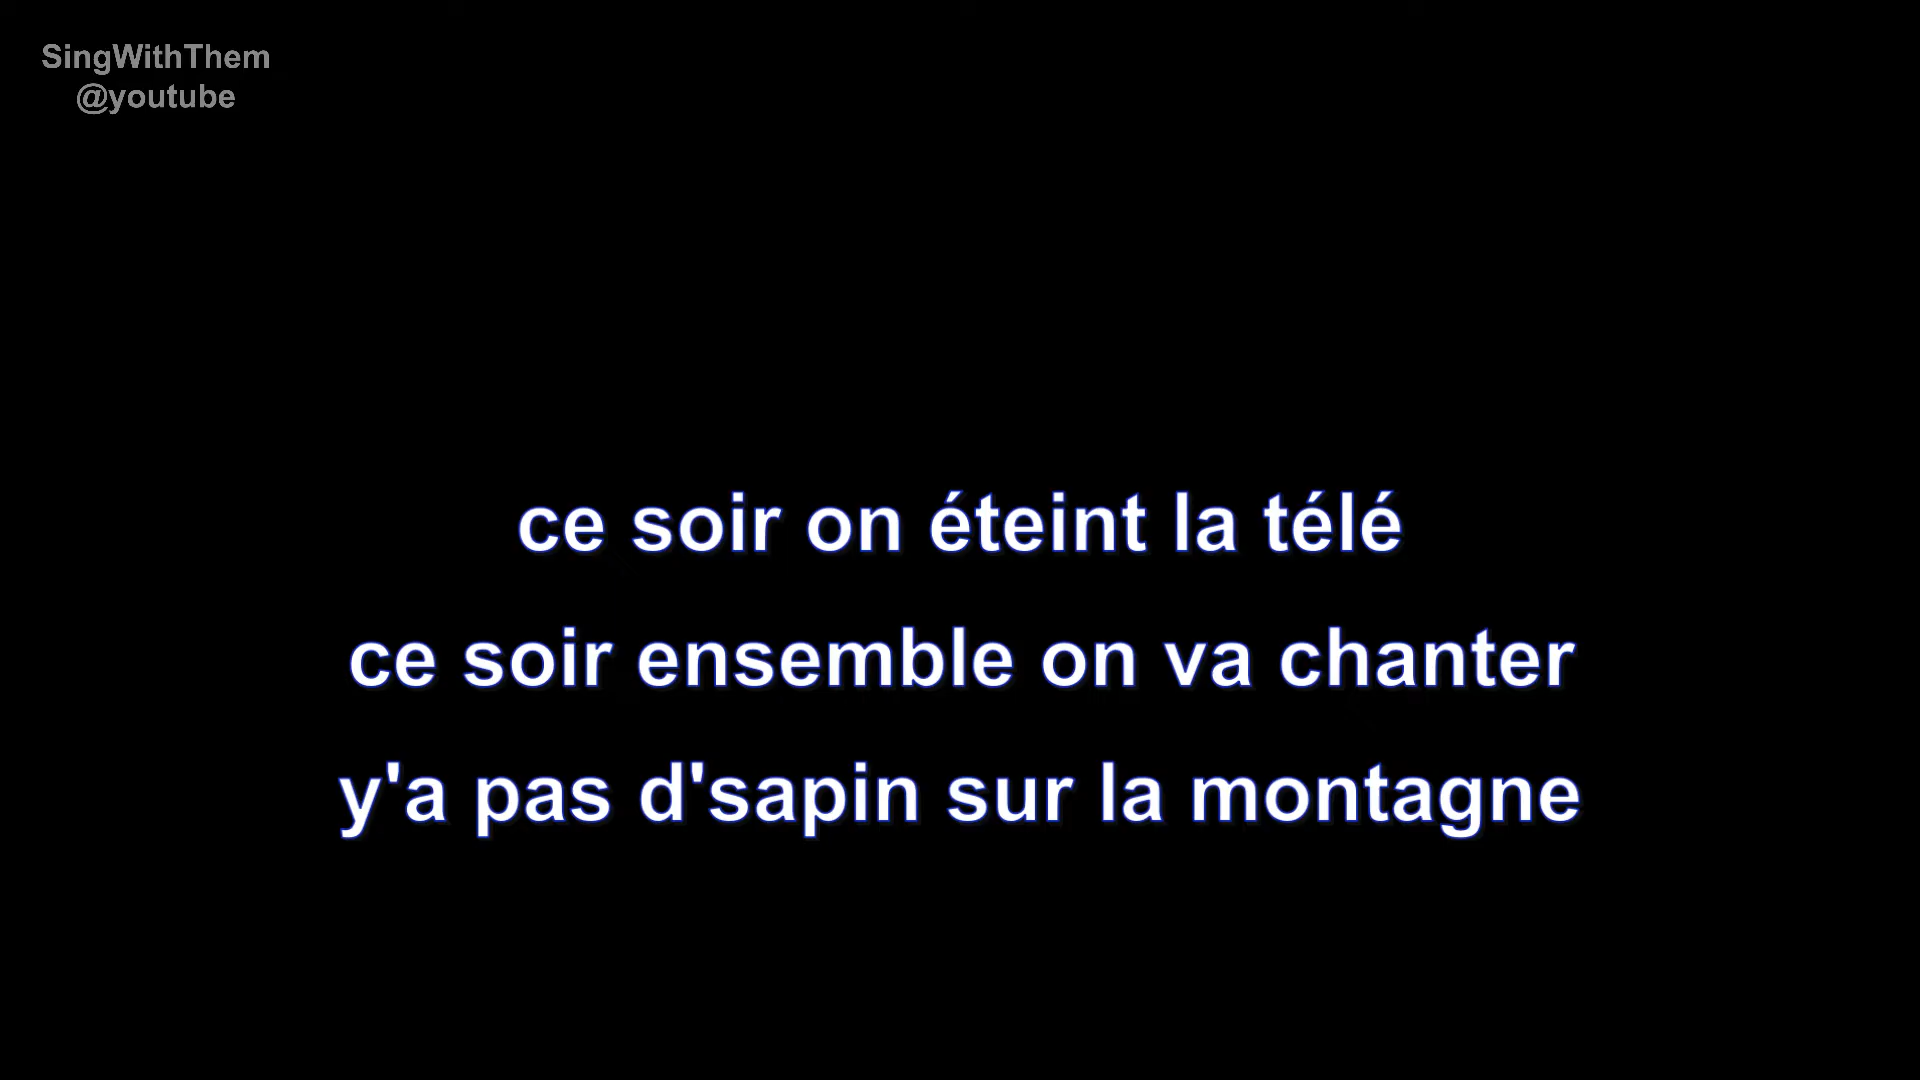 SingWithThem
@youtube
ce soir on éteint la télé
ce soir ensemble on va chanter
y'a pas d'sapin sur la montagne